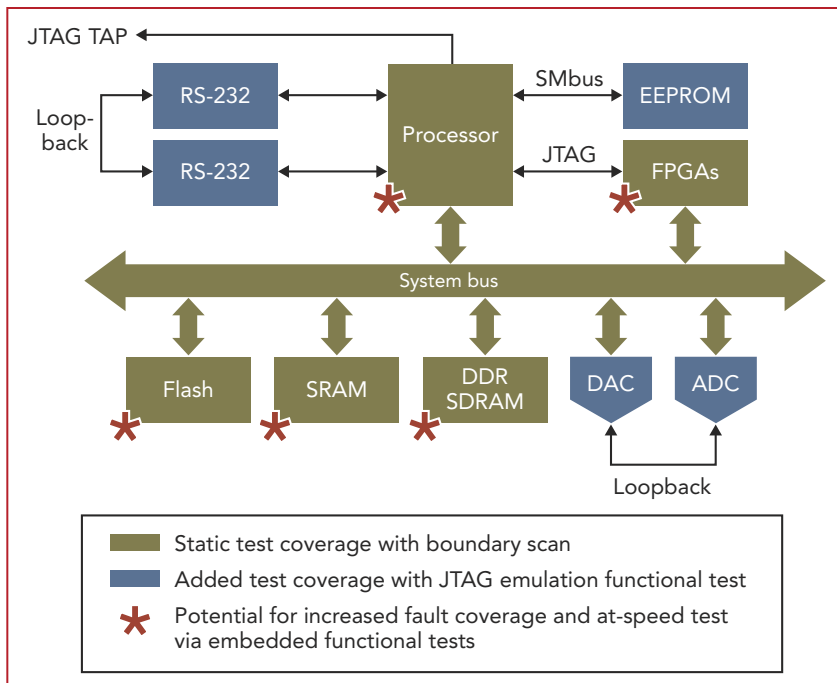 JTAG TAP
RS-232
SMbus
EEPROM
Loop-
back
Processor
RS-232
JTAG
FPGAs
System bus
Flash
SRAM
DDR
SDRAM
DAC
ADC
Loopback
Static test coverage with boundary scan
Added test coverage with JTAG emulation functional test
Potential for increased fault coverage and at-speed test
via embedded functional tests